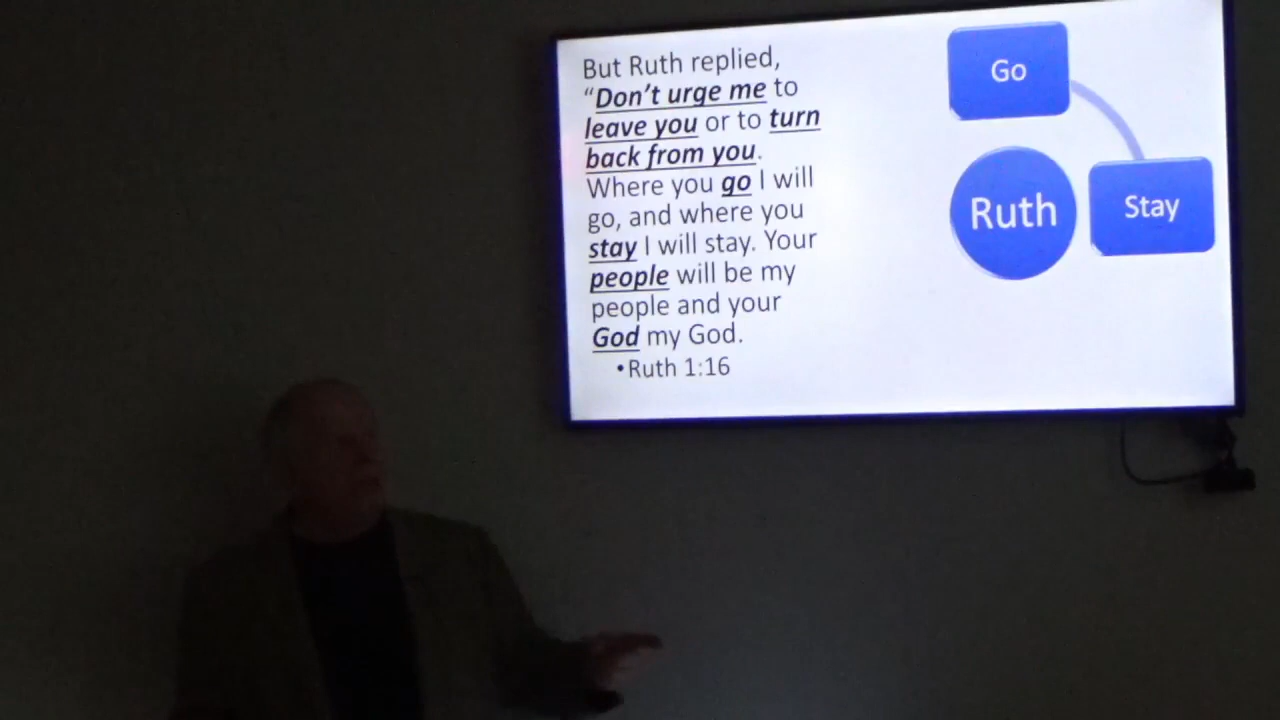 But Ruth replied,
“Don’t urge me to
leave you or to turn
back from you.
Where you go I will
go, and where you
stay I will stay. Your
people will be my
people and your
God my God.
•Ruth 1:16
Go
Ruth
Stay